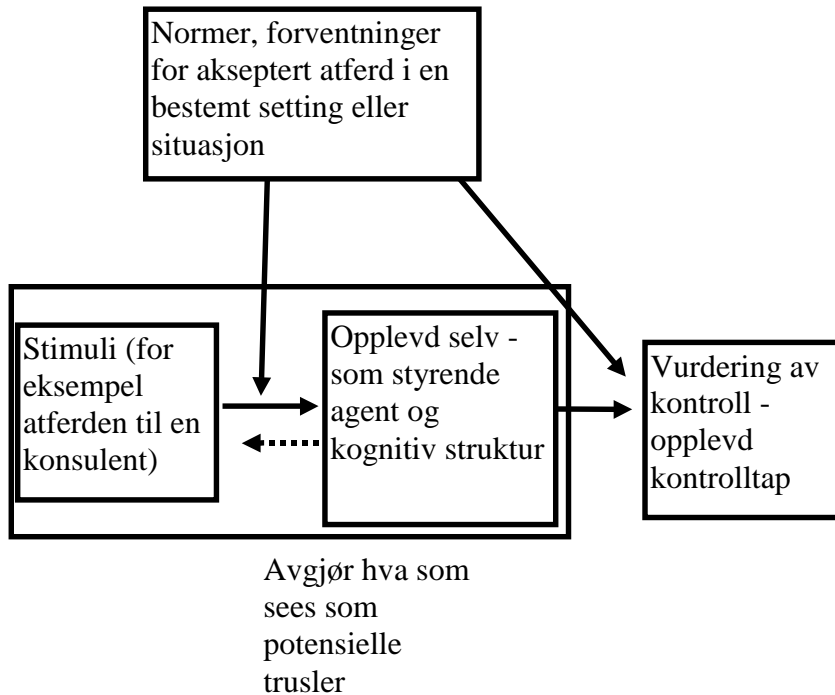 Normer, forventninger
for akseptert atferd i en
bestemt setting eller
situasjon
Stimuli (for
eksempel
atferden til en
konsulent)
Opplevd selv -
som styrende
agent og
kognitiv struktur
Vurdering av
kontroll -
opplevd
kontrolltap
Avgjør hva som
sees som
potensielle
trusler